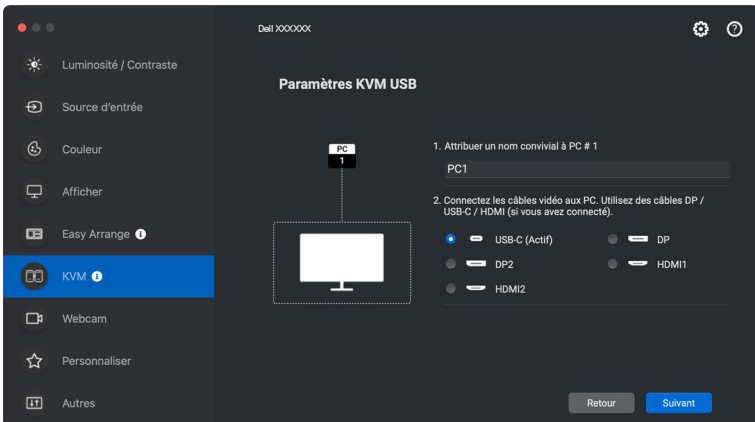 Dell XXXXXX
Luminosité / Contraste
Source d'entrée
Couleur
Afficher
Easy Arrange
KVM
Webcam
Personnaliser
Autres
Paramètres KVM USB
PC
1
1. Attribuer un nom convivial à PC # 1
PC1
2. Connectez les câbles vidéo aux PC. Utilisez des câbles DP /
USB-C / HDMI (si vous avez connecté).
USB-C (Actif)
DP
DP2
HDMI1
HDMI2
Retour
Suivant